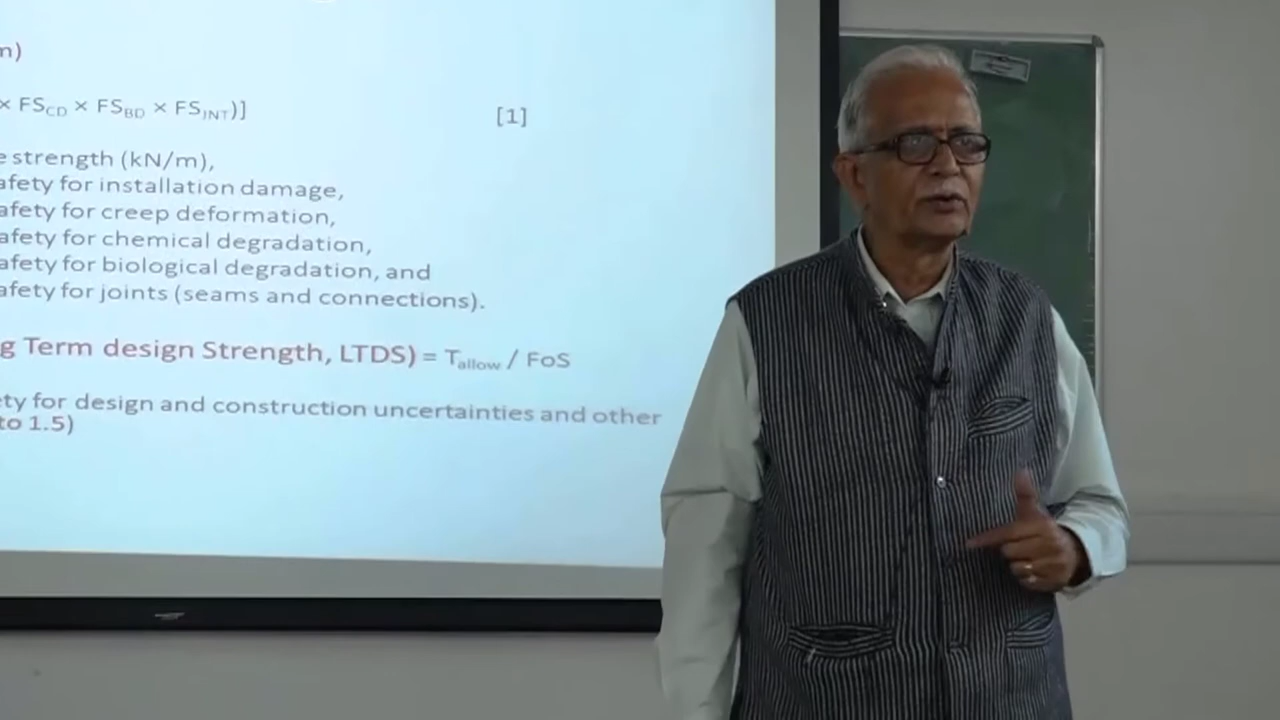 m)
× FS_CD × FS_BD × FS_JNT)] [1]
e strength (kN/m),
afety for installation damage,
afety for creep deformation,
afety for chemical degradation,
afety for biological degradation, and
afety for joints (seams and connections).
g Term design Strength, LTDS) = T_allow / FoS
ty for design and construction uncertainties and other
to 1.5)